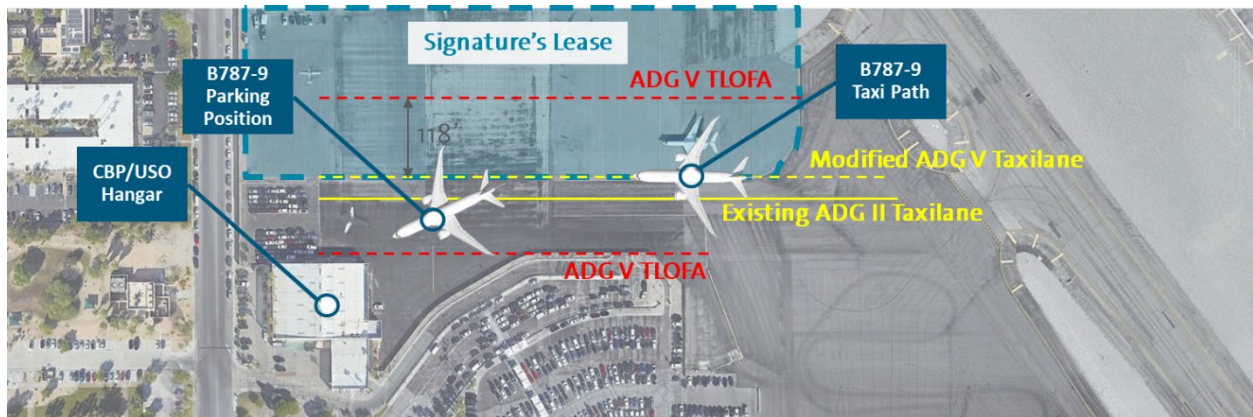 Signature's Lease
B787-9
Parking
Position
ADG V TLOFA
B787-9
Taxi Path
118'
CBP/USO
Hangar
Modified ADG V Taxilane
Existing ADG II Taxilane
ADG V TLOFA